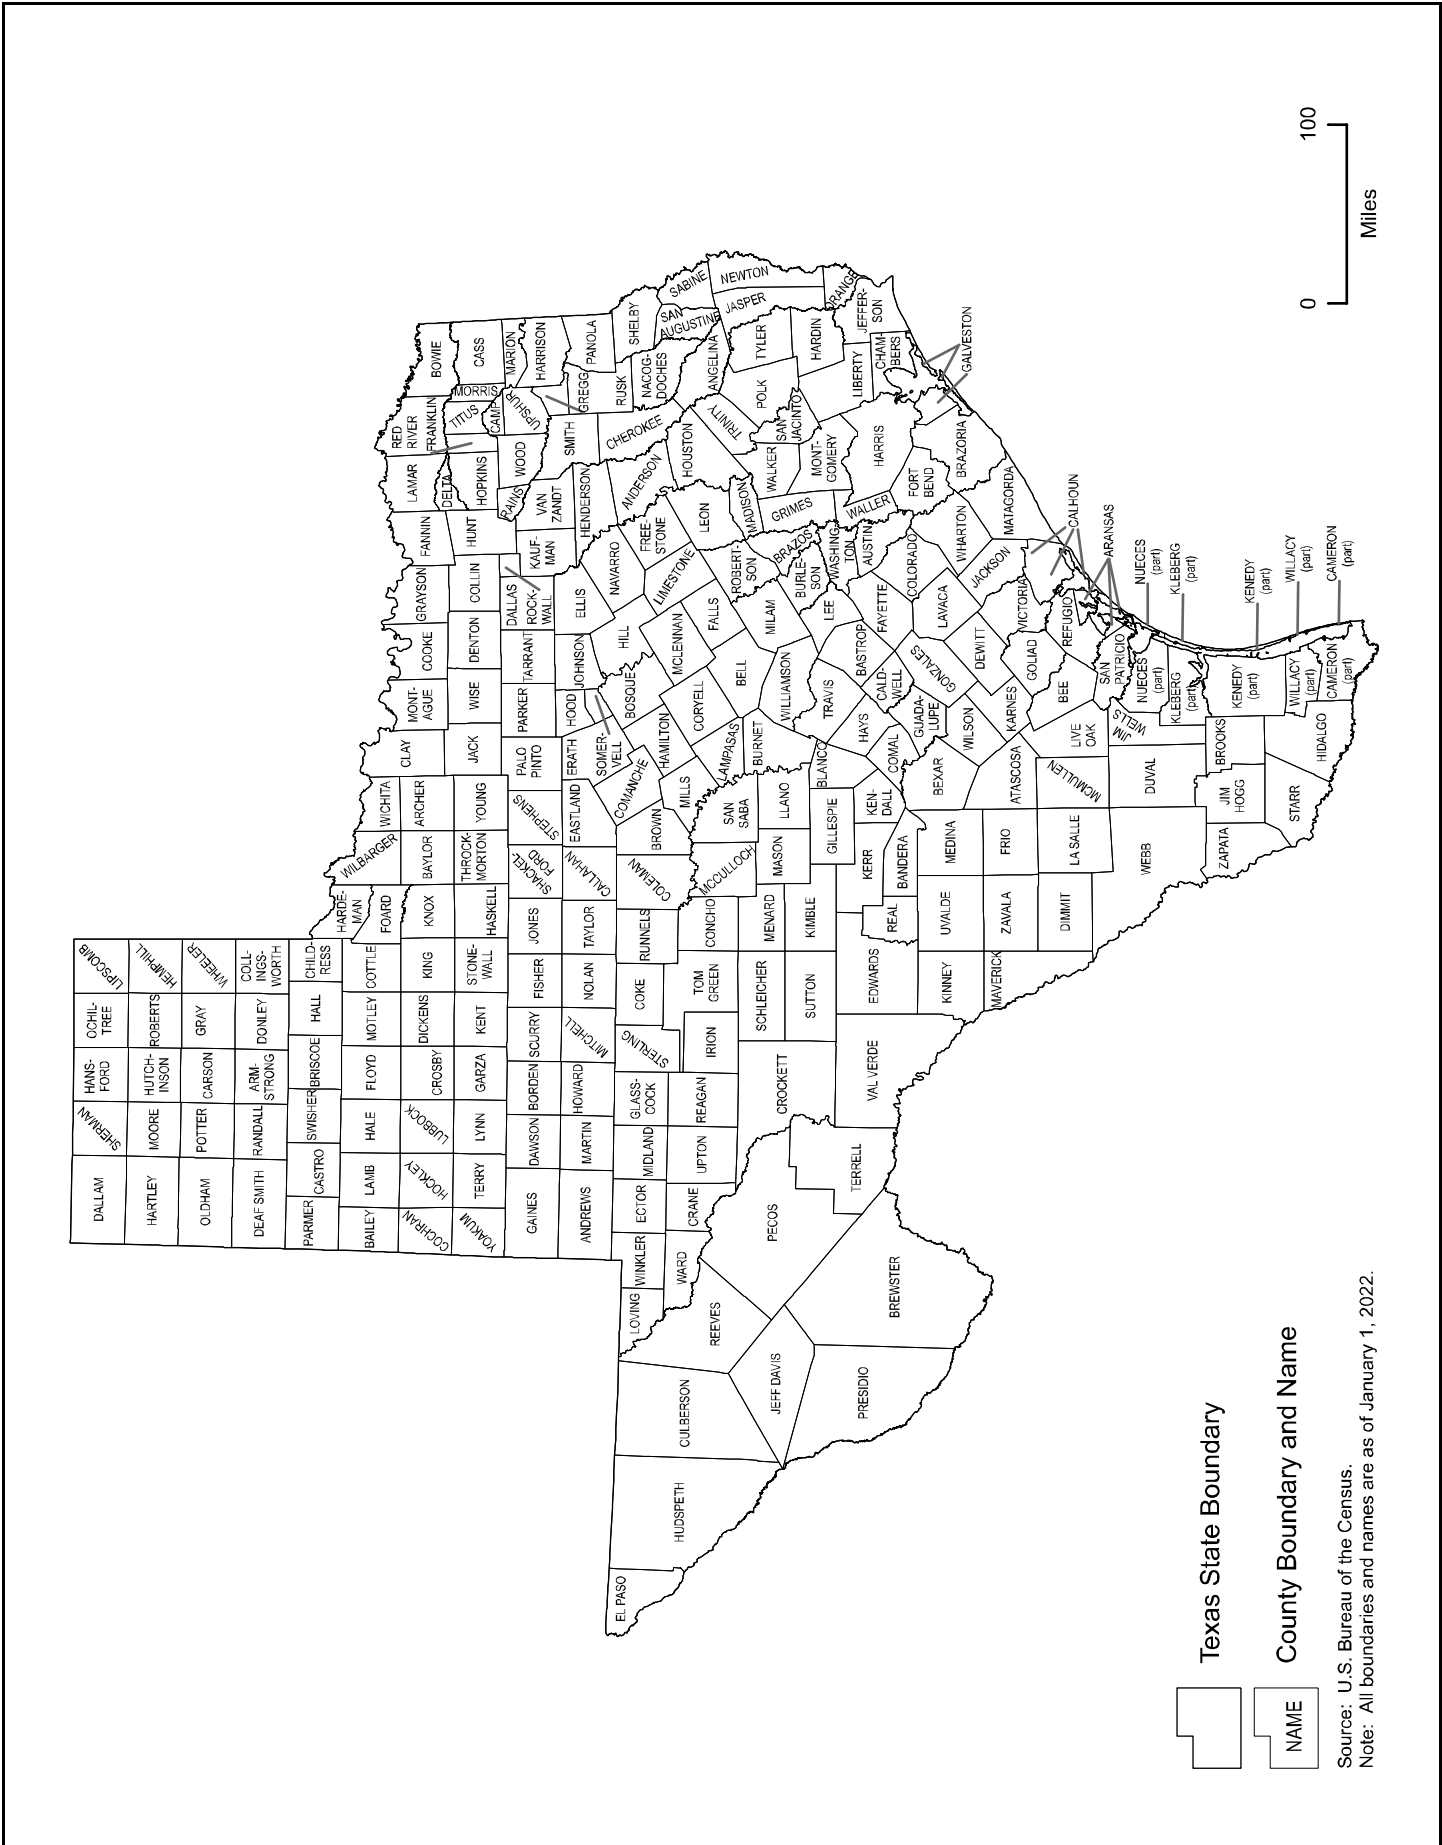 DALLAM
SHERMAN
HANS-
FORD
OCHIL-
TREE
LIPSCOMB
HARTLEY
MOORE
HUTCH-
INSON
ROBERTS
HEMPHILL
OLDHAM
POTTER
CARSON
GRAY
WHEELER
DEAF SMITH
RANDALL
ARM-
STRONG
DONLEY
COLL-
INGS-
WORTH
PARMER
CASTRO
SWISHER
BRISCOE
HALL
CHILD-
RESS
HARDE-
MAN
BAILEY
LAMB
HALE
FLOYD
MOTLEY
COTTLE
FOARD
WILBARGER
WICHITA
CLAY
MONT-
AGUE
COOKE
GRAYSON
FANNIN
LAMAR
RED
RIVER
BOWIE
COCHRAN
HOCKLEY
LUBBOCK
CROSBY
DICKENS
KING
KNOX
BAYLOR
ARCHER
JACK
WISE
DENTON
COLLIN
HUNT
DELTA
HOPKINS
FRANKLIN
TITUS
MORRIS
CASS
YOAKUM
TERRY
LYNN
GARZA
KENT
STONE-
WALL
HASKELL
THROCK-
MORTON
YOUNG
PALO
PINTO
PARKER
TARRANT
DALLAS
ROCK-
WALL
KAUF-
MAN
RAINS
VAN
ZANDT
WOOD
CAMP
UPSHUR
MARION
HARRISON
GAINES
DAWSON
BORDEN
SCURRY
FISHER
JONES
SHACKEL-
FORD
STEPHENS
ERATH
HOOD
SOMER-
VELL
JOHNSON
ELLIS
HENDERSON
SMITH
GREGG
PANOLA
ANDREWS
MARTIN
HOWARD
MITCHELL
NOLAN
TAYLOR
CALLAHAN
EASTLAND
COMANCHE
BOSQUE
HILL
NAVARRO
ANDERSON
CHEROKEE
RUSK
SHELBY
EL PASO
HUDSPETH
CULBERSON
LOVING
WINKLER
ECTOR
MIDLAND
GLASS-
COCK
STERLING
COKE
RUNNELS
COLEMAN
BROWN
MILLS
HAMILTON
CORYELL
MCLENNAN
LIMESTONE
FREE-
STONE
LEON
HOUSTON
NACOG-
DOCHES
SAN
AUGUSTINE
SABINE
REEVES
WARD
CRANE
UPTON
REAGAN
IRION
TOM
GREEN
CONCHO
MCCULLOCH
SAN
SABA
LAMPASAS
BELL
FALLS
ROBERT-
SON
MADISON
TRINITY
ANGELINA
JASPER
NEWTON
JEFF DAVIS
PECOS
CROCKETT
SCHLEICHER
MENARD
MASON
LLANO
BURNET
WILLIAMSON
MILAM
BRAZOS
GRIMES
WALKER
SAN
JACINTO
POLK
TYLER
HARDIN
PRESIDIO
BREWSTER
TERRELL
VAL VERDE
SUTTON
KIMBLE
GILLESPIE
BLANCO
TRAVIS
LEE
BURLE-
SON
WASHING-
TON
WALLER
MONT-
GOMERY
LIBERTY
ORANGE
JEFFER-
SON
CHAM-
BERS
EDWARDS
REAL
KERR
KEN-
DALL
COMAL
HAYS
CALD-
WELL
BASTROP
FAYETTE
AUSTIN
HARRIS
FORT
BEND
GALVESTON
KINNEY
UVALDE
BANDERA
MEDINA
BEXAR
GUADA-
LUPE
GONZALES
LAVACA
COLORADO
WHARTON
BRAZORIA
MAVERICK
ZAVALA
FRIO
ATASCOSA
WILSON
KARNES
DEWITT
VICTORIA
JACKSON
MATAGORDA
DIMMIT
LA SALLE
MCMULLEN
LIVE
OAK
BEE
GOLIAD
REFUGIO
CALHOUN
ARANSAS
WEBB
DUVAL
JIM
WELLS
SAN
PATRICIO
NUECES
(part)
NUECES
(part)
KLEBERG
(part)
KLEBERG
(part)
ZAPATA
JIM
HOGG
BROOKS
KENEDY
(part)
KENEDY
(part)
STARR
HIDALGO
WILLACY
(part)
WILLACY
(part)
CAMERON
(part)
CAMERON
(part)
Texas State Boundary
NAME
County Boundary and Name
0
100
Miles
Source: U.S. Bureau of the Census.
Note: All boundaries and names are as of January 1, 2022.